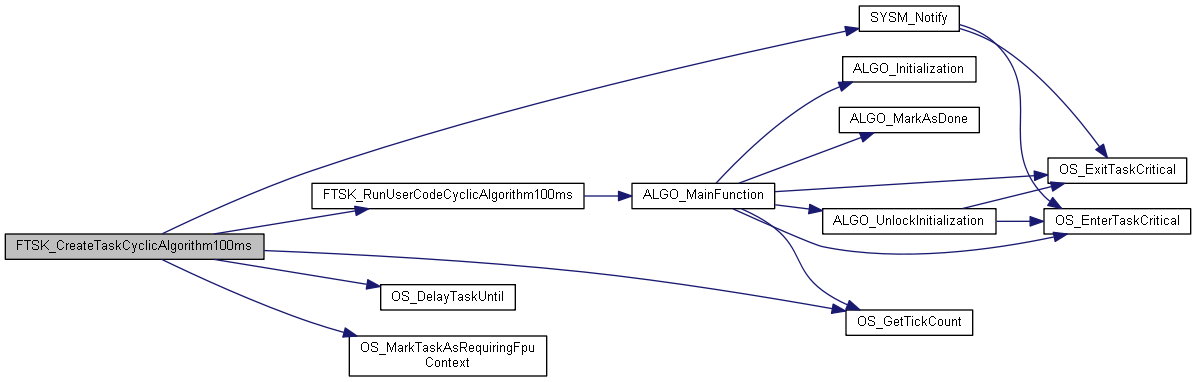 SYSM_Notify
ALGO_Initialization
ALGO_MarkAsDone
OS_ExitTaskCritical
FTSK_RunUserCodeCyclicAlgorithm100ms
ALGO_MainFunction
ALGO_UnlockInitialization
OS_EnterTaskCritical
FTSK_CreateTaskCyclicAlgorithm100ms
OS_DelayTaskUntil
OS_GetTickCount
OS_MarkTaskAsRequiringFpu
Context